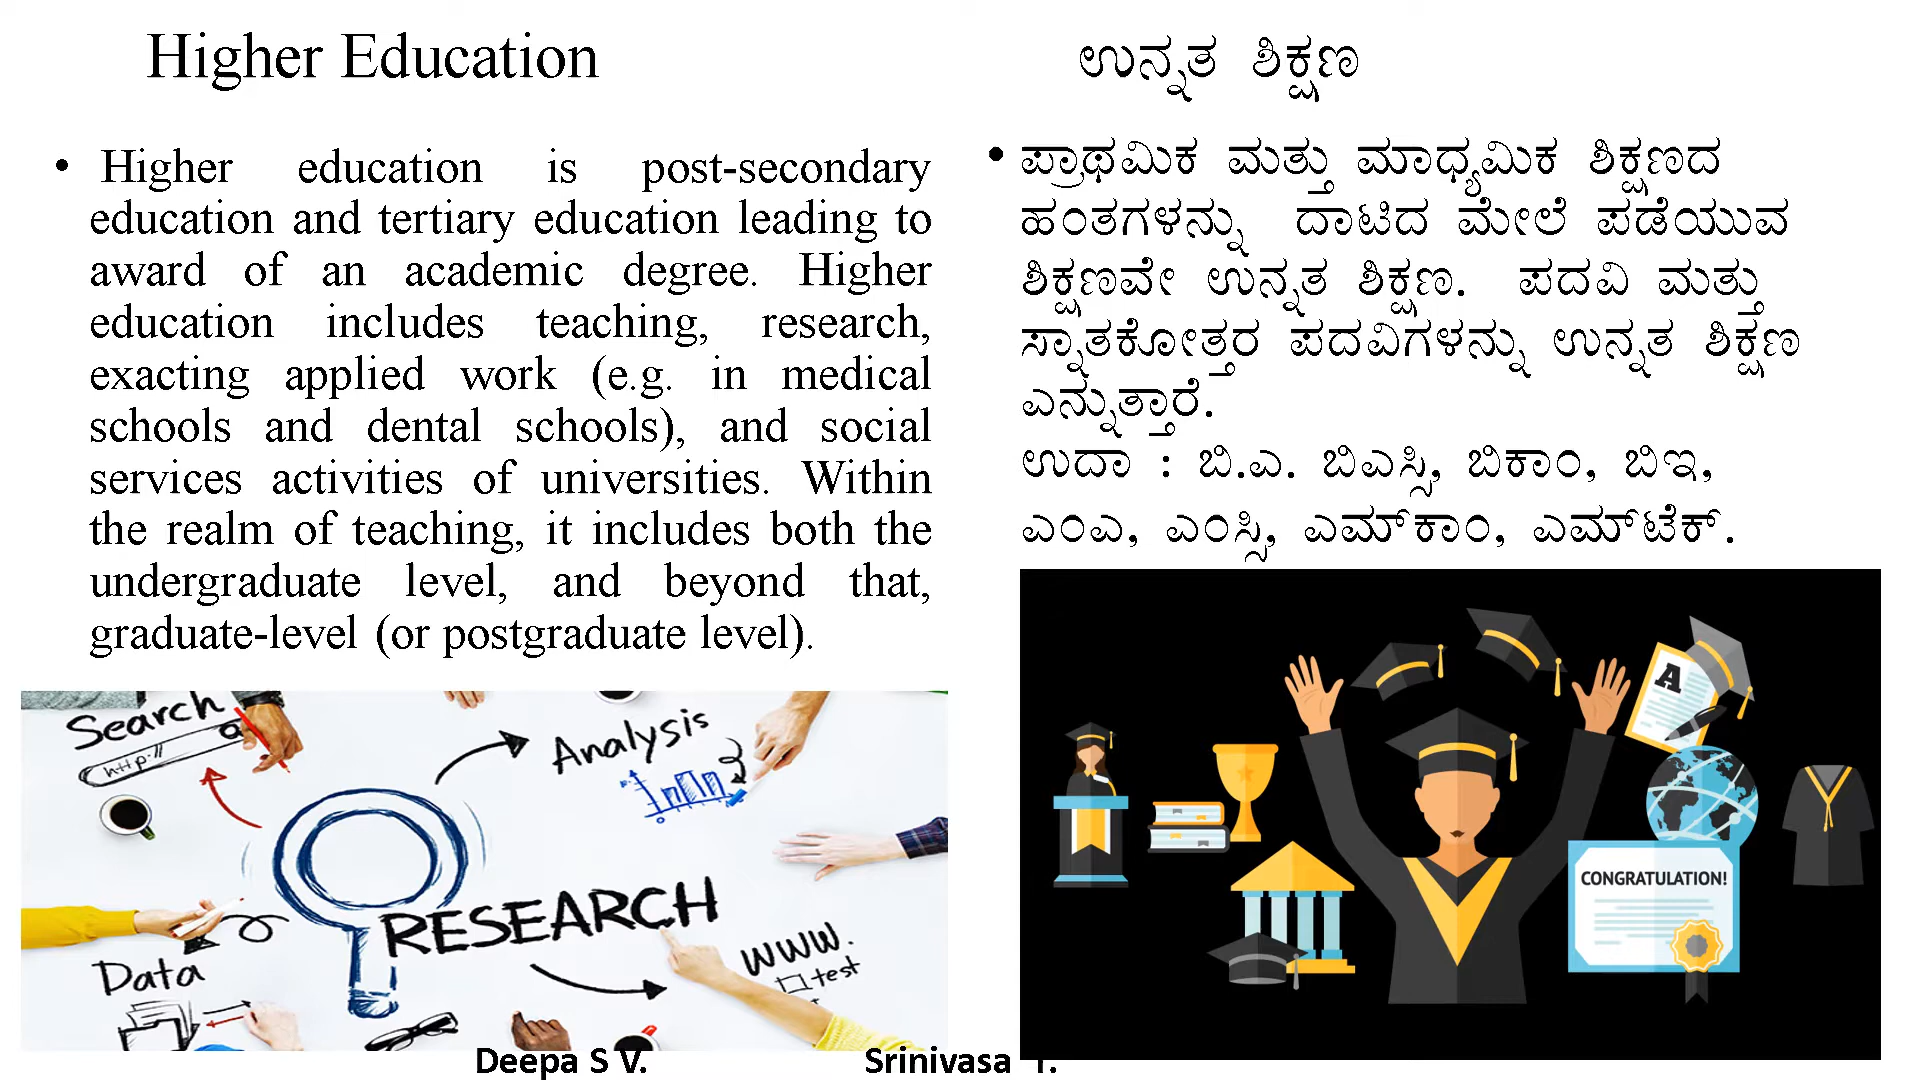 Higher Education
• Higher education is post-secondary
education and tertiary education leading to
award of an academic degree. Higher
education includes teaching, research,
exacting applied work (e.g. in medical
schools and dental schools), and social
services activities of universities. Within
the realm of teaching, it includes both the
undergraduate level, and beyond that,
graduate-level (or postgraduate level).
ಉನ್ನತ ಶಿಕ್ಷಣ
• ಪ್ರಾಥಮಿಕ ಮತ್ತು ಮಾಧ್ಯಮಿಕ ಶಿಕ್ಷಣದ
ಹಂತಗಳನ್ನು ದಾಟಿದ ಮೇಲೆ ಪಡೆಯುವ
ಶಿಕ್ಷಣವೇ ಉನ್ನತ ಶಿಕ್ಷಣ. ಪದವಿ ಮತ್ತು
ಸ್ನಾತಕೋತ್ತರ ಪದವಿಗಳನ್ನು ಉನ್ನತ ಶಿಕ್ಷಣ
ಎನ್ನುತ್ತಾರೆ.
ಉದಾ : ಬಿ.ಎ. ಬಿಎಸ್ಸಿ, ಬಿಕಾಂ, ಬಿಇ,
ಎಂಎ, ಎಂಸ್ಸಿ, ಎಮ್‌ಕಾಂ, ಎಮ್‌ಟೆಕ್.
Search
http://
Analysis
RESEARCH
Data
www.
test
A
CONGRATULATION!
Deepa S V. Srinivasa